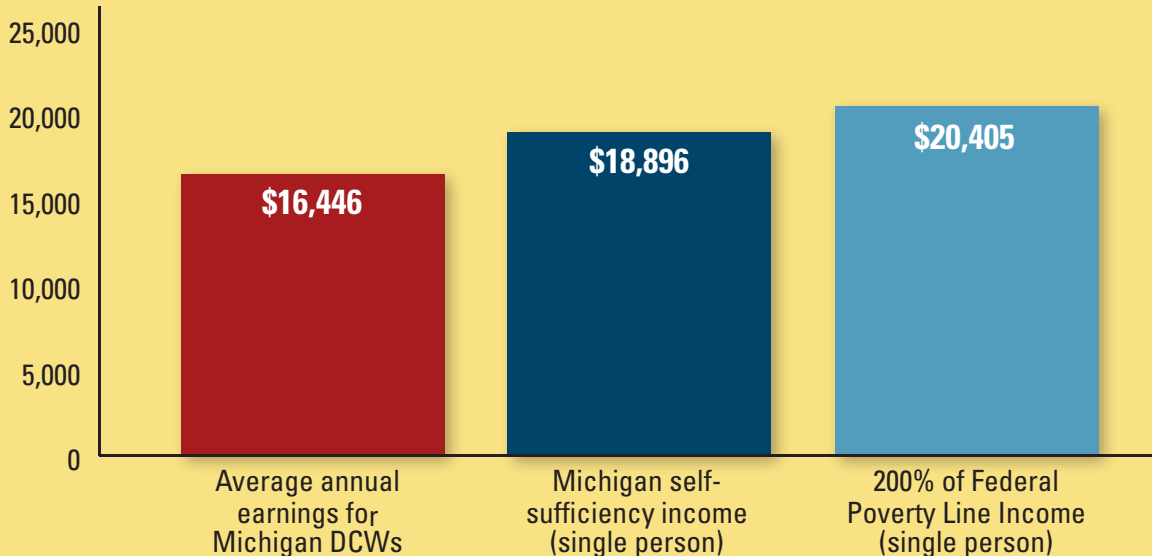 25,000
20,000
15,000
10,000
5,000
0
$16,446
$18,896
$20,405
Average annual
earnings for
Michigan DCWs
Michigan self-
sufficiency income
(single person)
200% of Federal
Poverty Line Income
(single person)